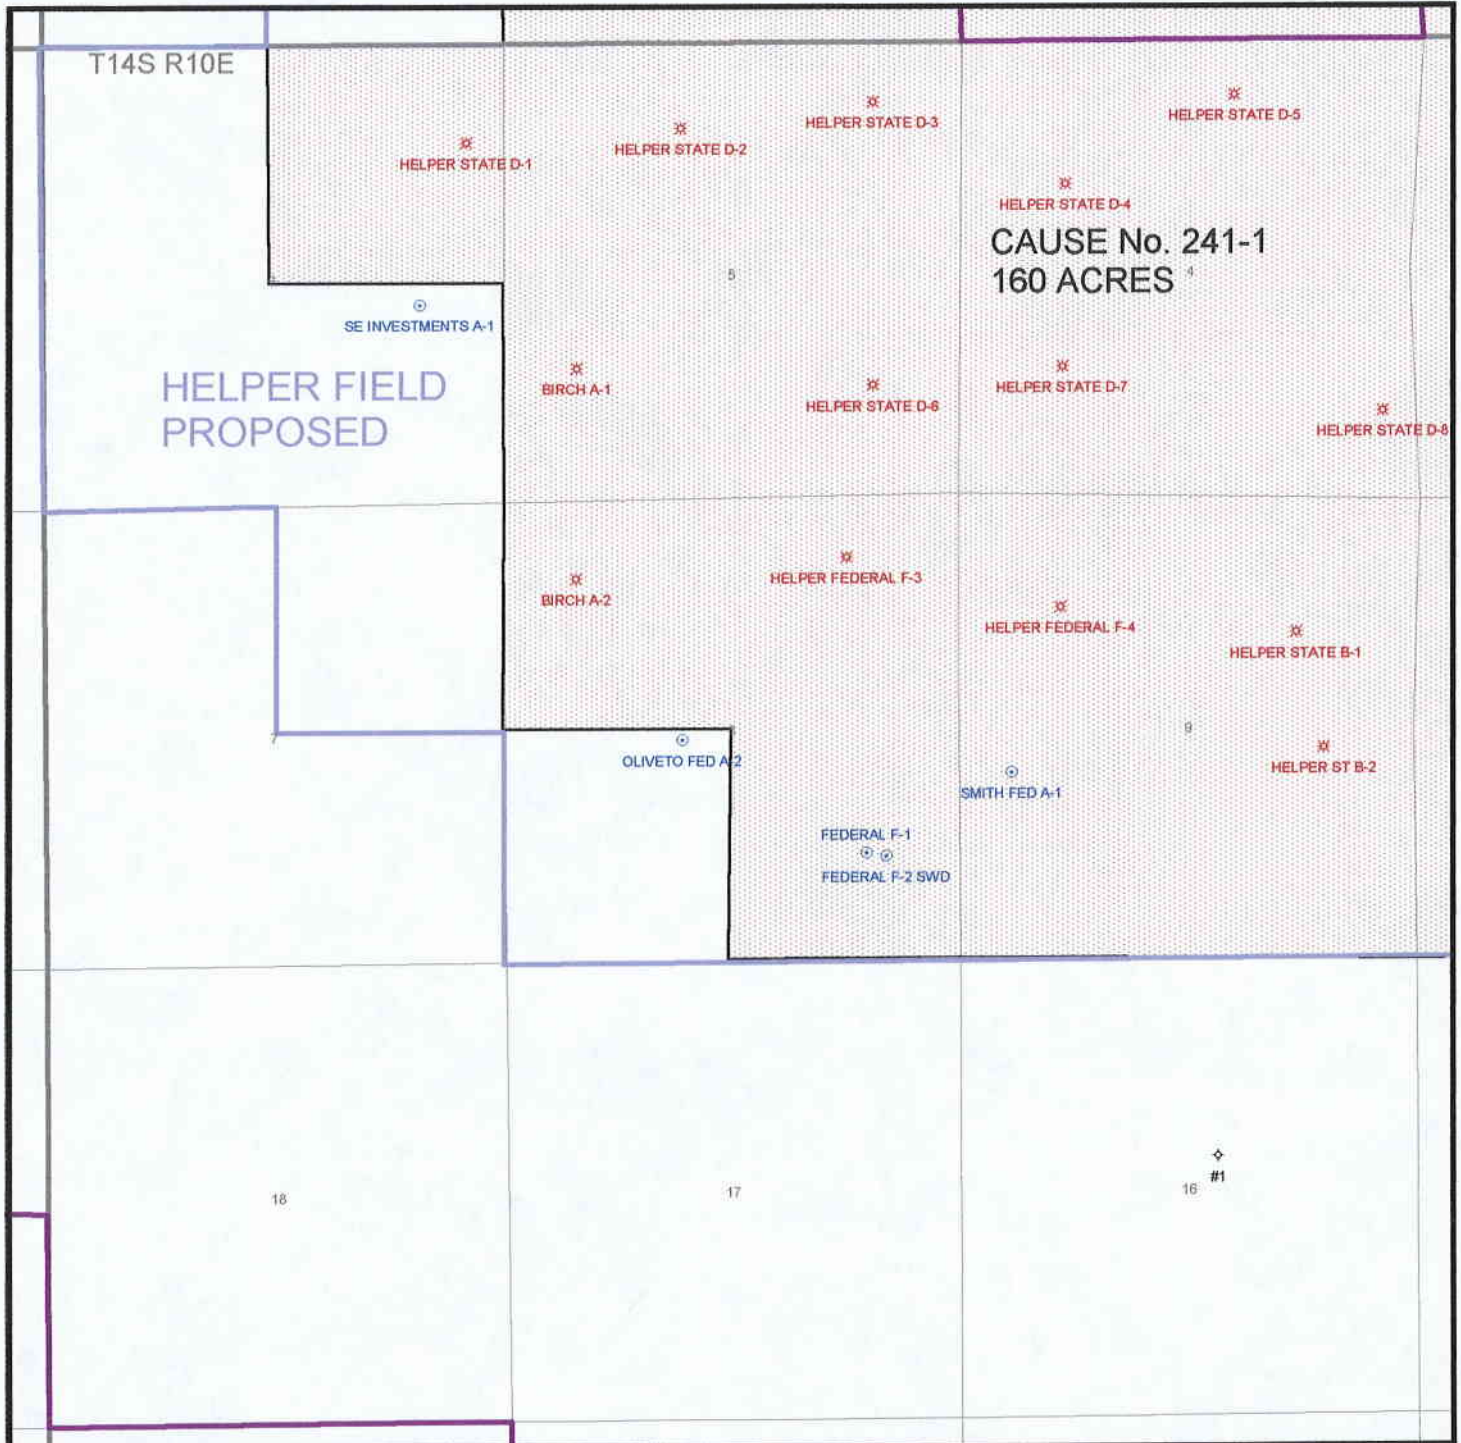 T14S R10E
HELPER STATE D-5
HELPER STATE D-3
HELPER STATE D-2
HELPER STATE D-1
HELPER STATE D-4
CAUSE No. 241-1
160 ACRES
4
5
SE INVESTMENTS A-1
HELPER FIELD
PROPOSED
BIRCH A-1
HELPER STATE D-6
HELPER STATE D-7
HELPER STATE D-8
BIRCH A-2
HELPER FEDERAL F-3
HELPER FEDERAL F-4
HELPER STATE B-1
7
9
OLIVETO FED A-2
HELPER ST B-2
SMITH FED A-1
FEDERAL F-1
FEDERAL F-2 SWD
#1
18
17
16